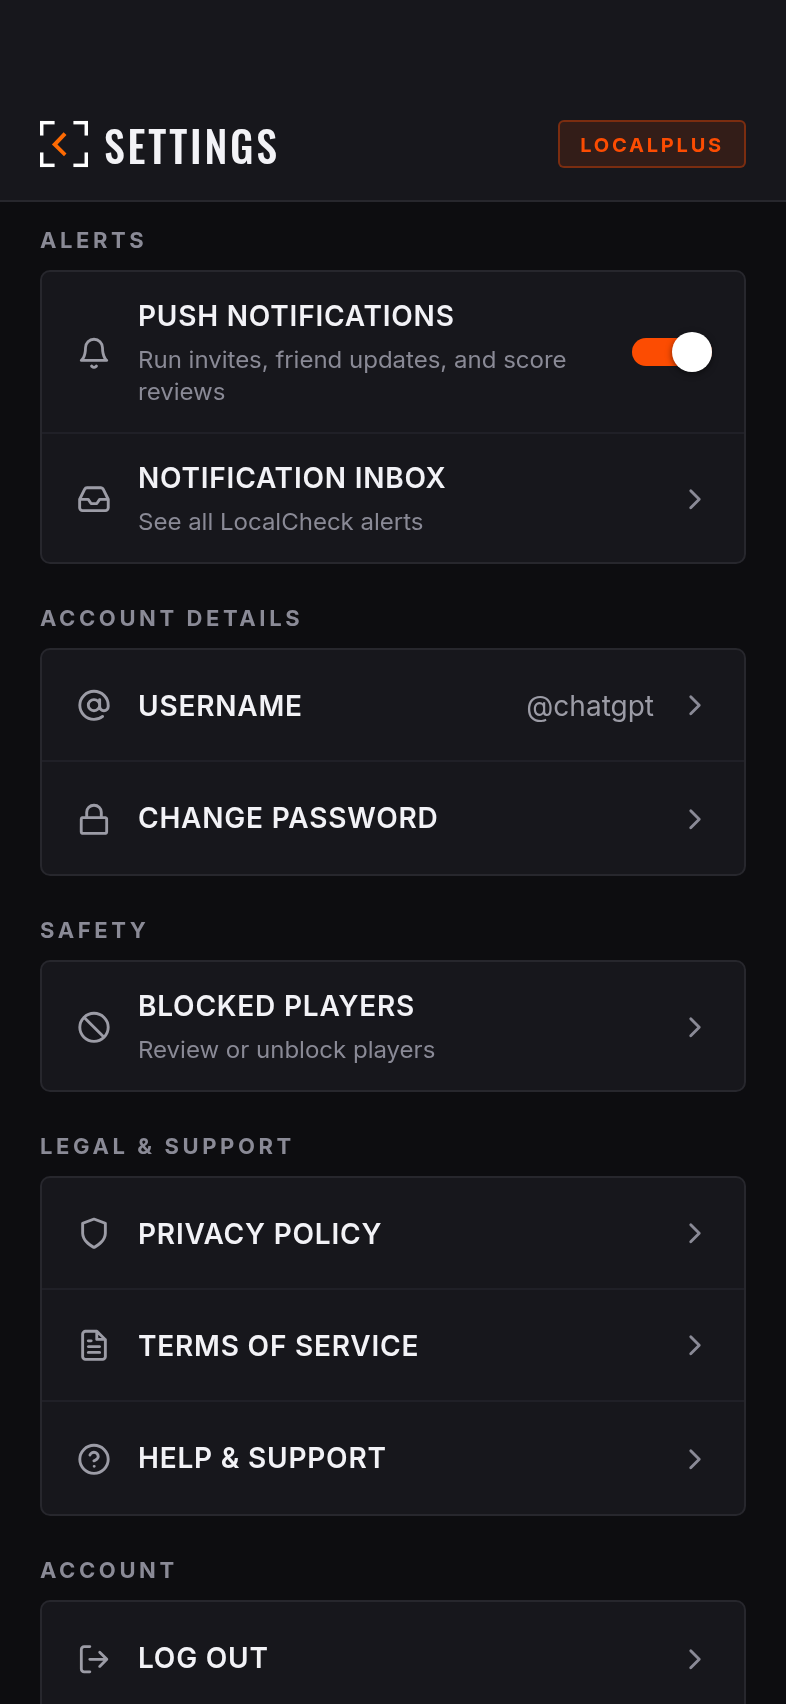 SETTINGS
LOCALPLUS
ALERTS
PUSH NOTIFICATIONS
Run invites, friend updates, and score
reviews
NOTIFICATION INBOX
See all LocalCheck alerts
ACCOUNT DETAILS
USERNAME
@chatgpt
CHANGE PASSWORD
SAFETY
BLOCKED PLAYERS
Review or unblock players
LEGAL & SUPPORT
PRIVACY POLICY
TERMS OF SERVICE
HELP & SUPPORT
ACCOUNT
LOG OUT